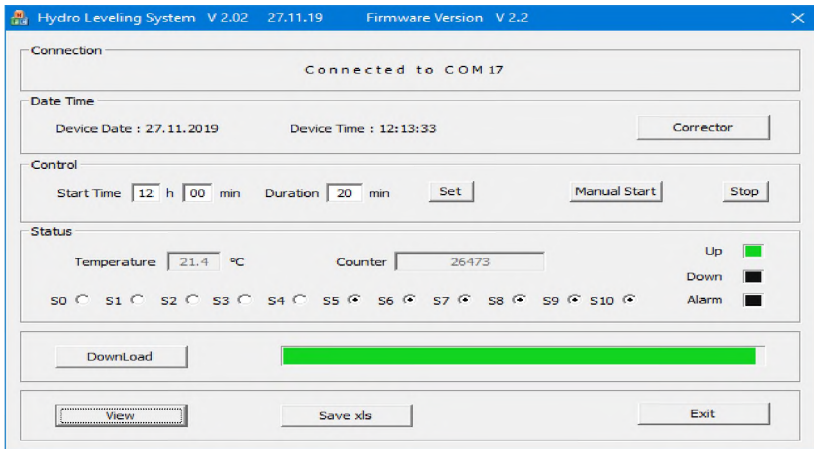 Hydro Leveling System V 2.02 27.11.19 Firmware Version V 2.2
Connection
Connected to COM 17
Date Time
Device Date : 27.11.2019 Device Time : 12:13:33 Corrector
Control
Start Time 12 h 00 min Duration 20 min Set Manual Start Stop
Status
Up
Temperature 21.4 ºC Counter 26473
Down
S0 S1 S2 S3 S4 S5 S6 S7 S8 S9 S10 Alarm
DownLoad
View Save xls Exit